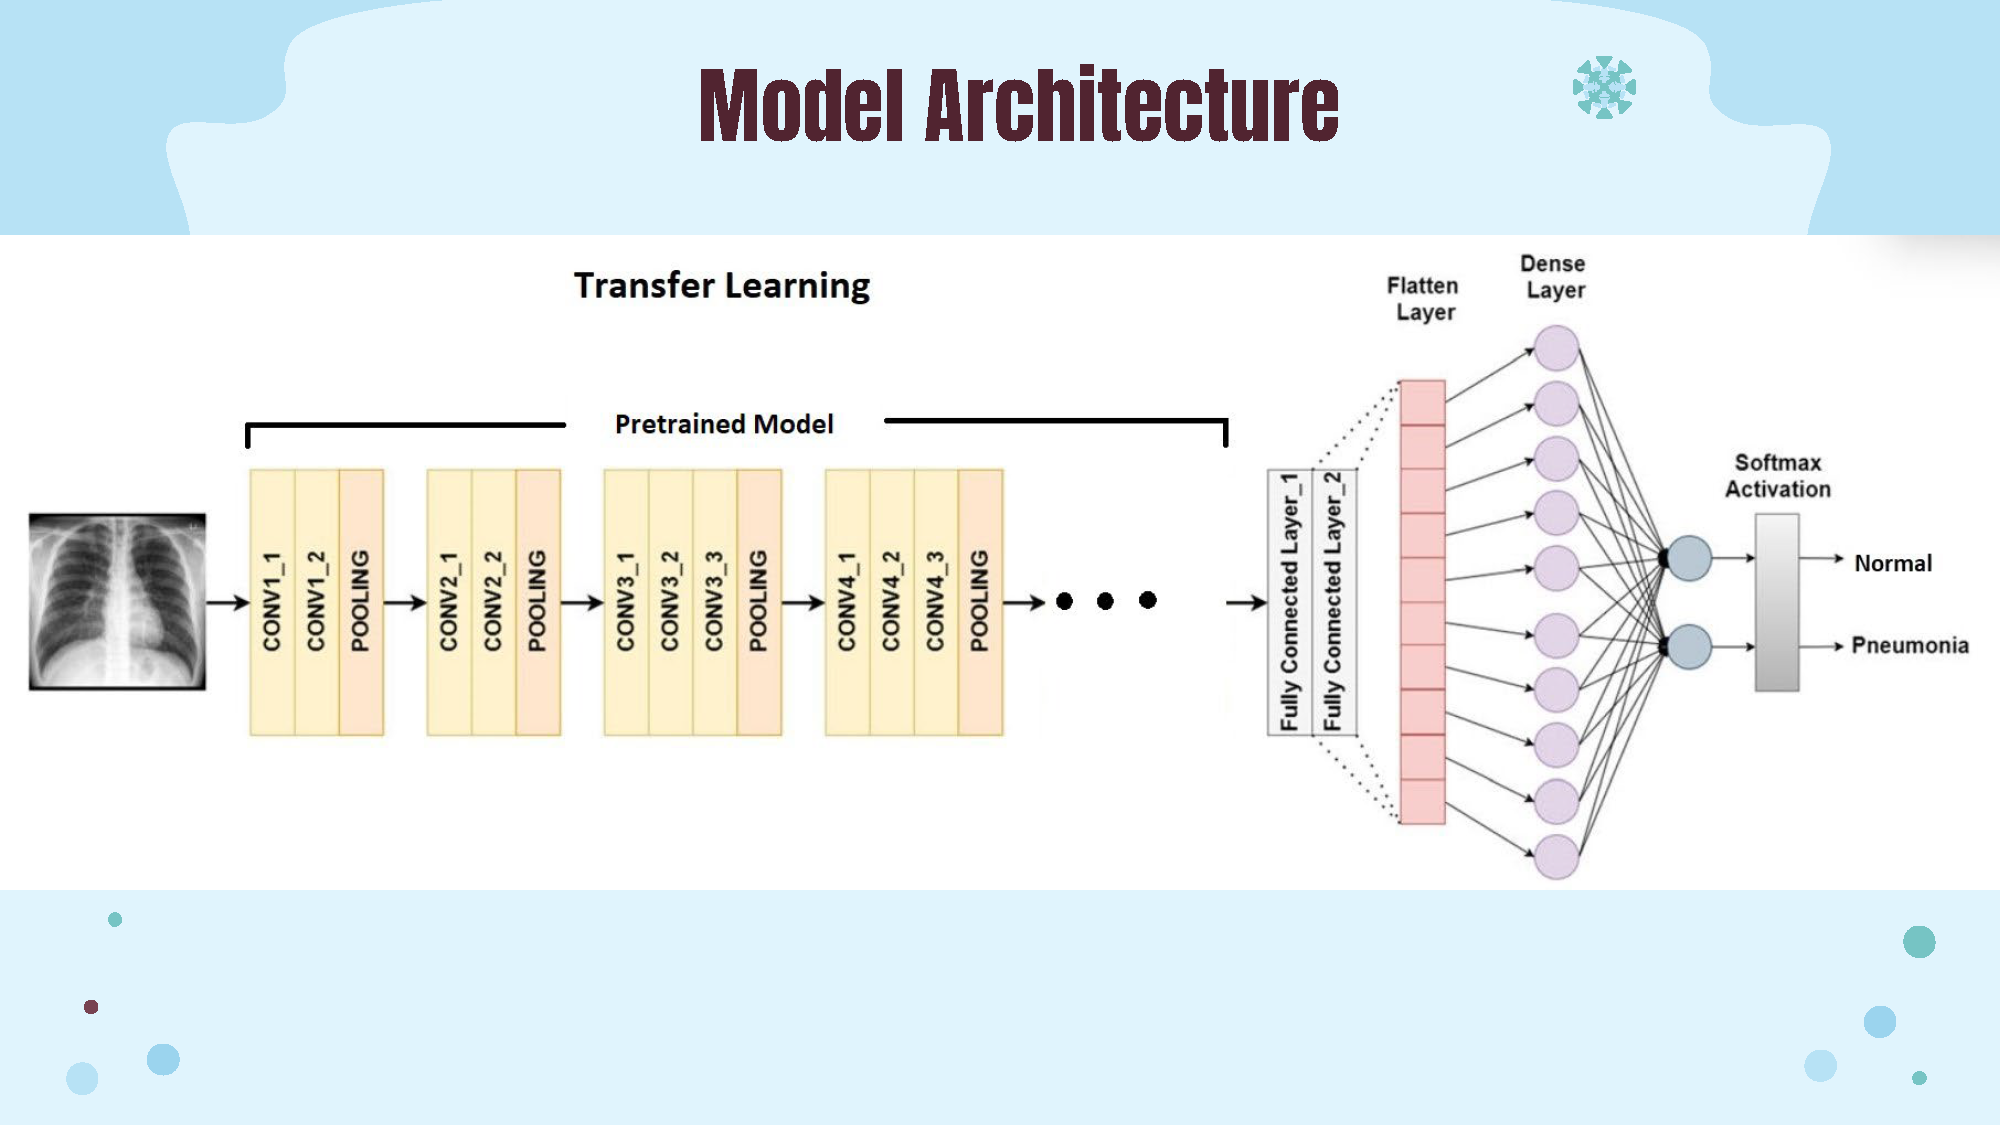 Model Architecture
Transfer Learning
Pretrained Model
CONV1_1
CONV1_2
POOLING
CONV2_1
CONV2_2
POOLING
CONV3_1
CONV3_2
CONV3_3
POOLING
CONV4_1
CONV4_2
CONV4_3
POOLING
Fully Connected Layer_1
Fully Connected Layer_2
Flatten
Layer
Dense
Layer
Softmax
Activation
Normal
Pneumonia